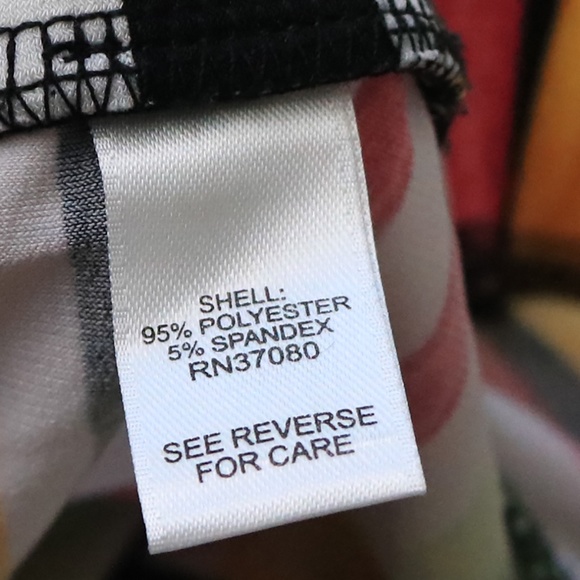 SHELL:
95% POLYESTER
5% SPANDEX
RN37080
SEE REVERSE
FOR CARE